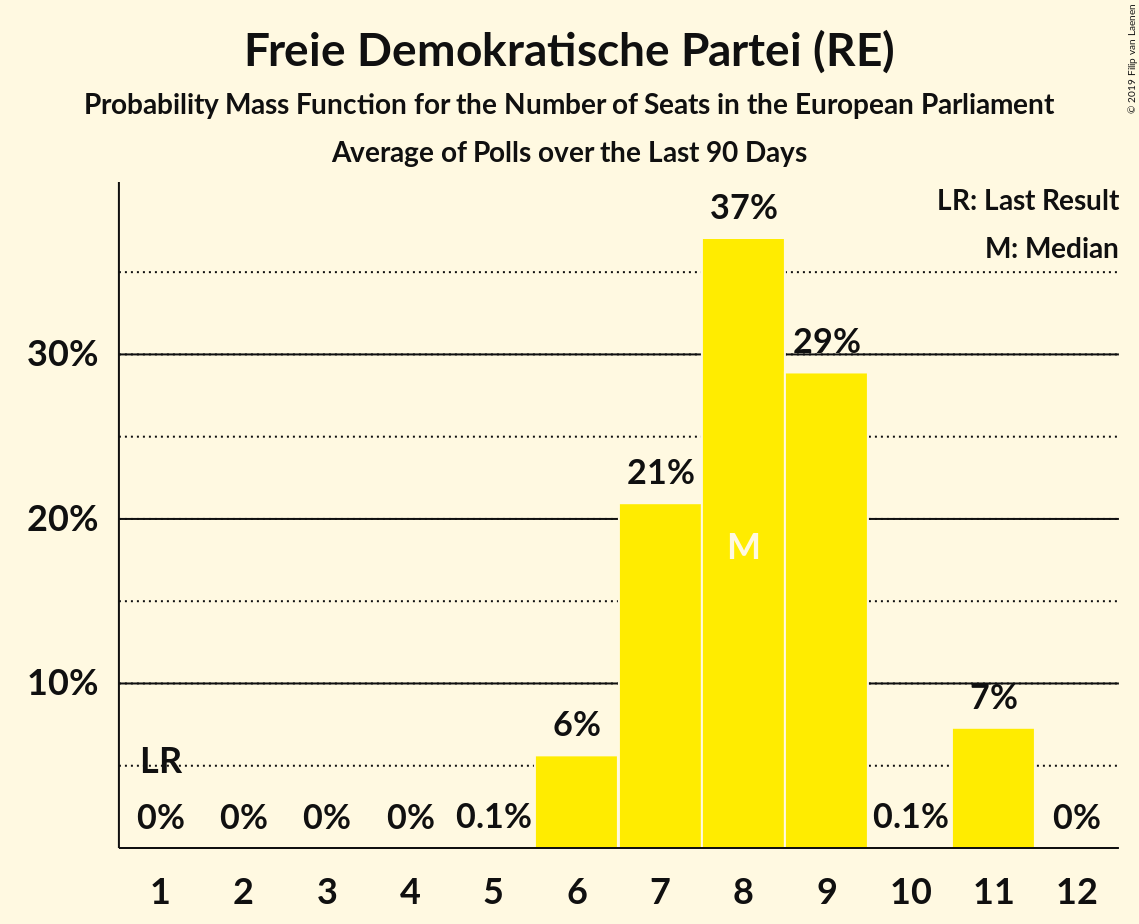 Freie Demokratische Partei (RE)
Probability Mass Function for the Number of Seats in the European Parliament
Average of Polls over the Last 90 Days
© 2019 Filip van Laenen
LR: Last Result
M: Median
37%
30%
29%
21%
20%
M
10%
7%
6%
LR
0% 0% 0% 0% 0.1% 0.1% 0%
1 2 3 4 5 6 7 8 9 10 11 12